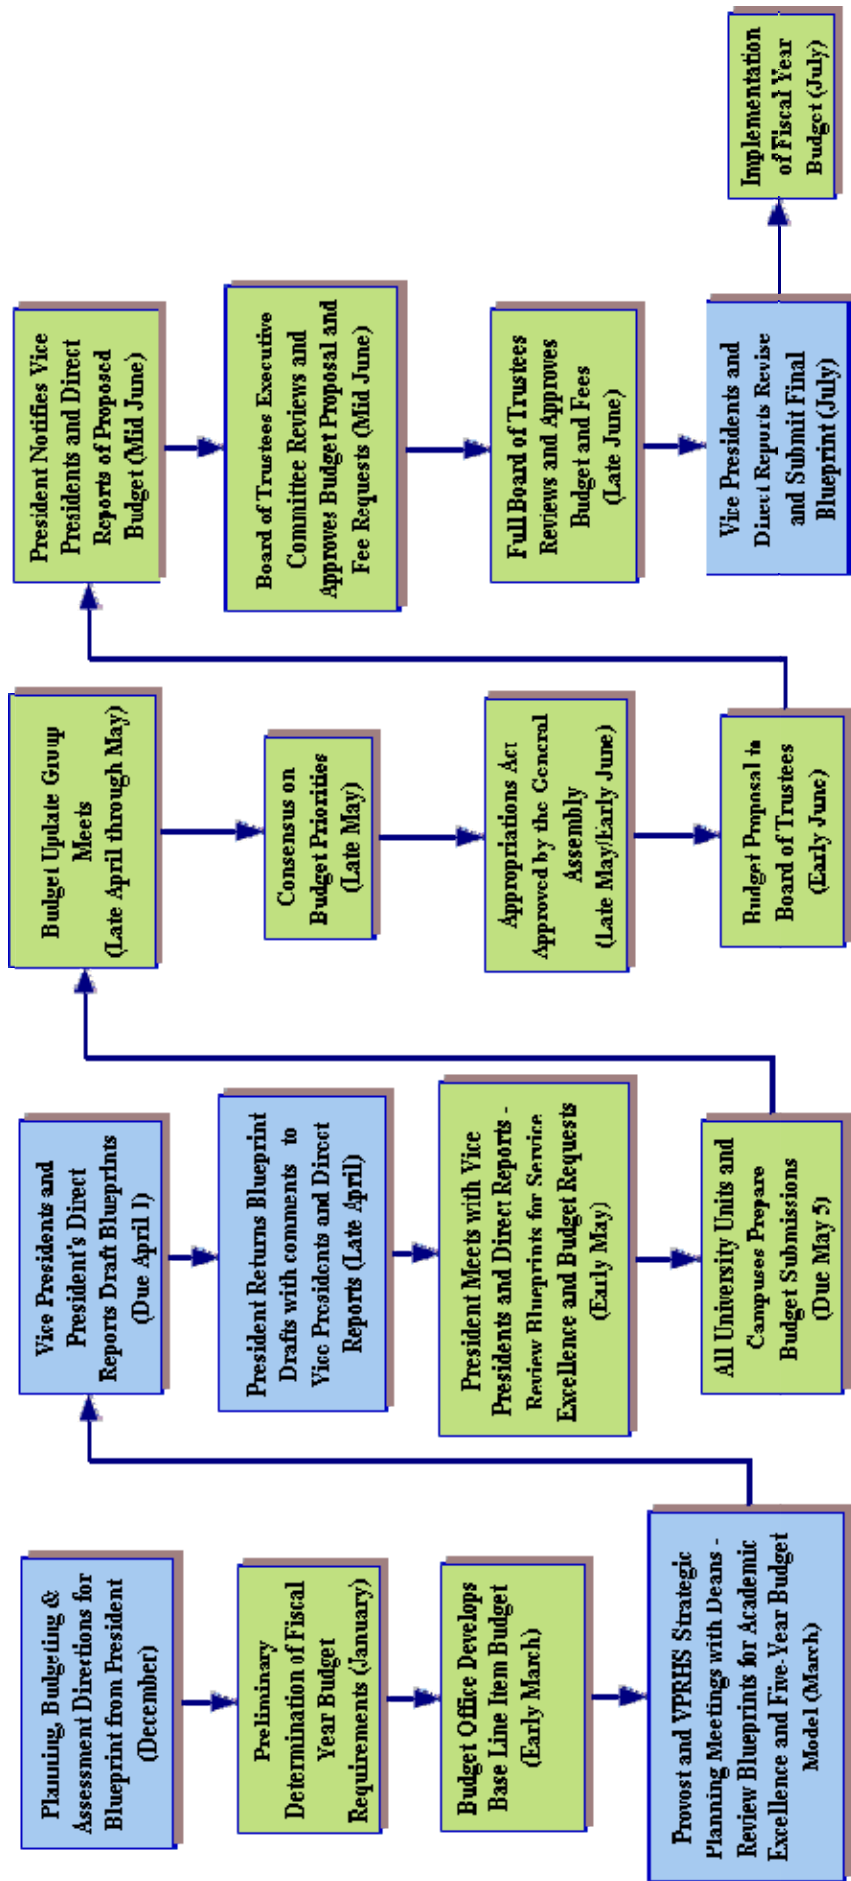 Planning, Budgeting &
Assessment Directions for
Blueprint from President
(December)
Preliminary
Determination of Fiscal
Year Budget
Requirements (January)
Budget Office Develops
Base Line Item Budget
(Early March)
Provost and VPRHS Strategic
Planning Meetings with Deans -
Review Blueprints for Academic
Excellence and Five-Year Budget
Model (March)
Vice Presidents and
President's Direct
Reports Draft Blueprints
(Due April 1)
President Returns Blueprint
Drafts with comments to
Vice Presidents and Direct
Reports (Late April)
President Meets with Vice
Presidents and Direct Reports -
Review Blueprints for Service
Excellence and Budget Requests
(Early May)
All University Units and
Campuses Prepare
Budget Submissions
(Due May 5)
Budget Update Group
Meets
(Late April through May)
Consensus on
Budget Priorities
(Late May)
Appropriations Act
Approved by the General
Assembly
(Late May/Early June)
Budget Proposal to
Board of Trustees
(Early June)
President Notifies Vice
Presidents and Direct
Reports of Proposed
Budget (Mid June)
Board of Trustees Executive
Committee Reviews and
Approves Budget Proposal and
Fee Requests (Mid June)
Full Board of Trustees
Reviews and Approves
Budget and Fees
(Late June)
Vice Presidents and
Direct Reports Revise
and Submit Final
Blueprint (July)
Implementation
of Fiscal Year
Budget (July)